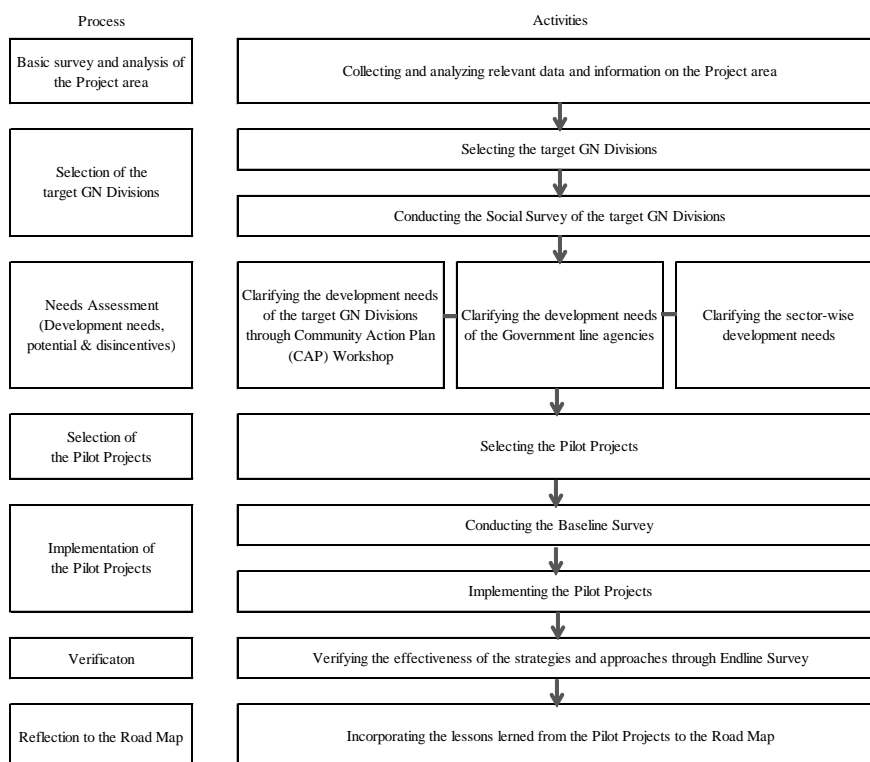 Process
Activities
Basic survey and analysis of
the Project area
Collecting and analyzing relevant data and information on the Project area
Selection of the
target GN Divisions
Selecting the target GN Divisions
Conducting the Social Survey of the target GN Divisions
Needs Assessment
(Development needs,
potential & disincentives)
Clarifying the development needs
of the target GN Divisions
through Community Action Plan
(CAP) Workshop
Clarifying the development needs
of the Government line agencies
Clarifying the sector-wise
development needs
Selection of
the Pilot Projects
Selecting the Pilot Projects
Implementation of
the Pilot Projects
Conducting the Baseline Survey
Implementing the Pilot Projects
Verificaton
Verifying the effectiveness of the strategies and approaches through Endline Survey
Reflection to the Road Map
Incorporating the lessons lerned from the Pilot Projects to the Road Map